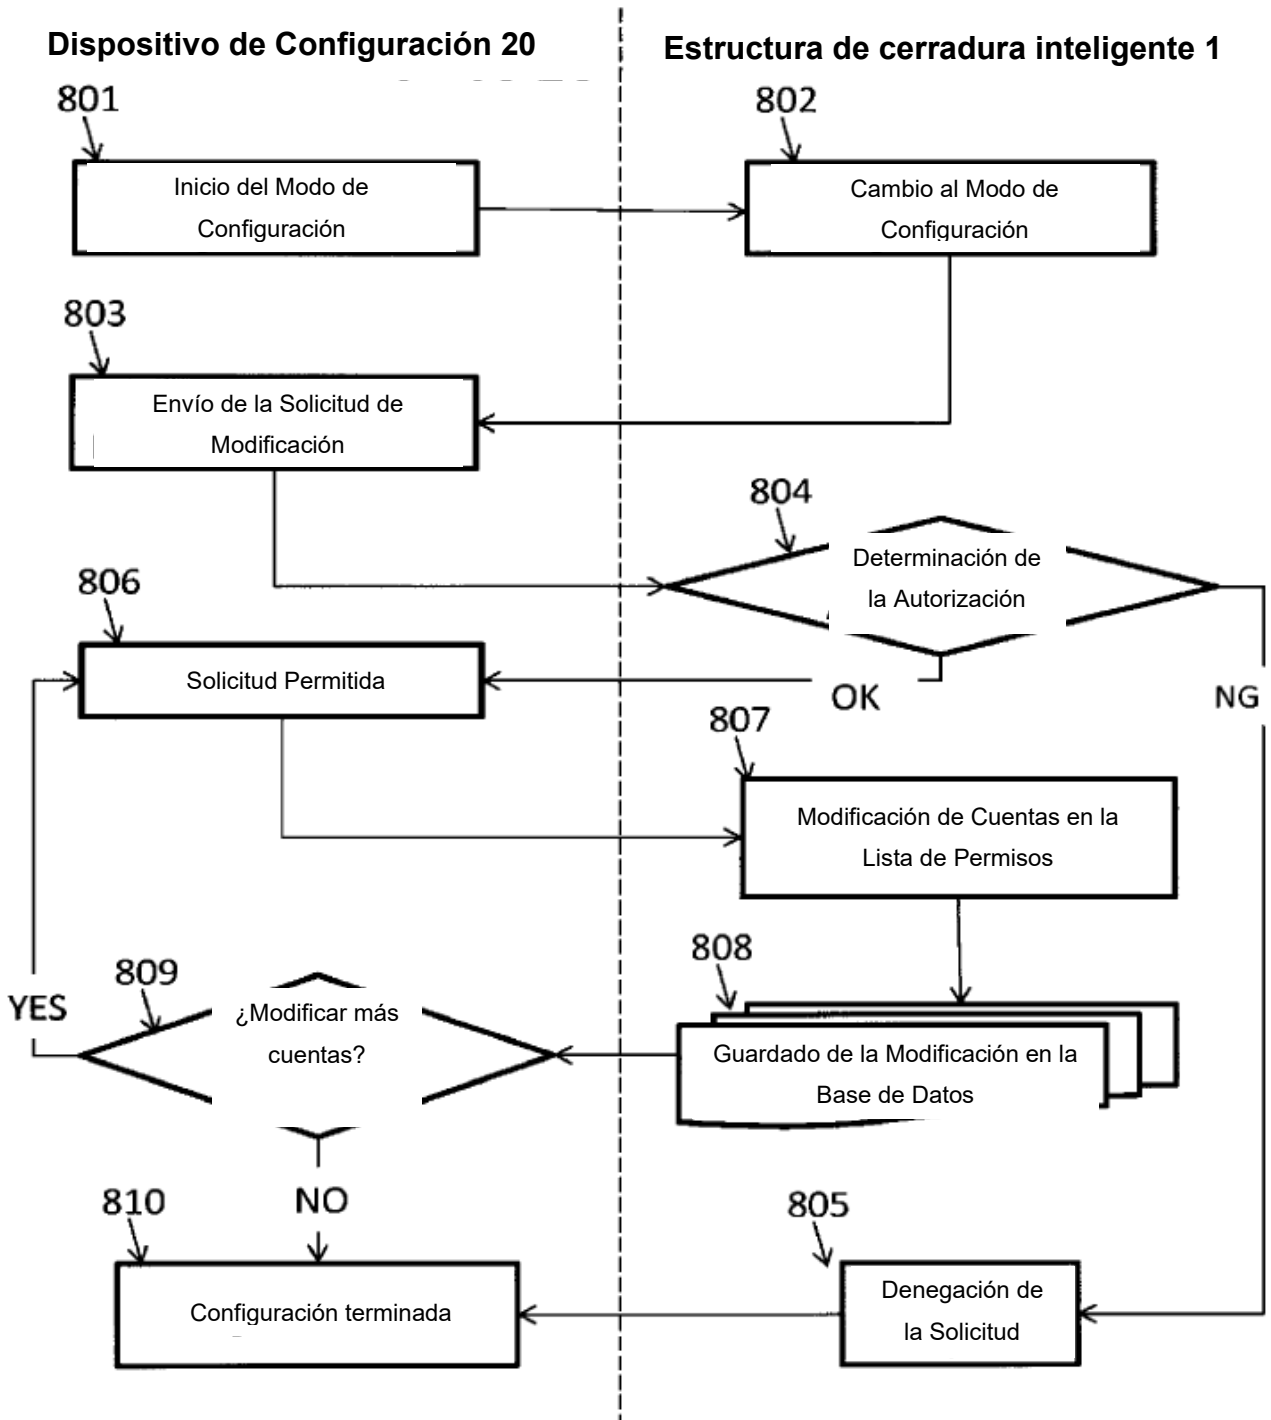 Dispositivo de Configuración 20
Estructura de cerradura inteligente 1
801
802
Inicio del Modo de
Configuración
Cambio al Modo de
Configuración
803
Envío de la Solicitud de
Modificación
804
Determinación de
la Autorización
806
Solicitud Permitida
OK
NG
807
Modificación de Cuentas en la
Lista de Permisos
808
809
YES
¿Modificar más
cuentas?
Guardado de la Modificación en la
Base de Datos
NO
810
805
Configuración terminada
Denegación de
la Solicitud